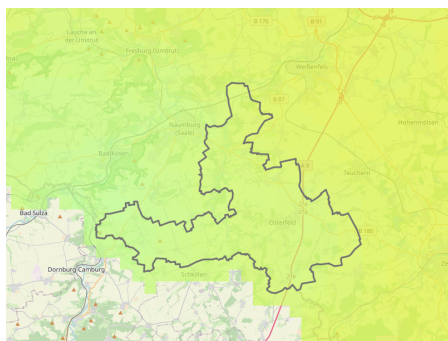 Laucha an
der Unstrut
B 176
B 91
Freyburg (Unstrut)
Weißenfels
B 87
Naumburg
(Saale)
Hohenmölsen
Bad Kösen
A 9
Teuchern
Bad Sulza
Osterfeld
B 180
Dornburg-Camburg
Schkölen